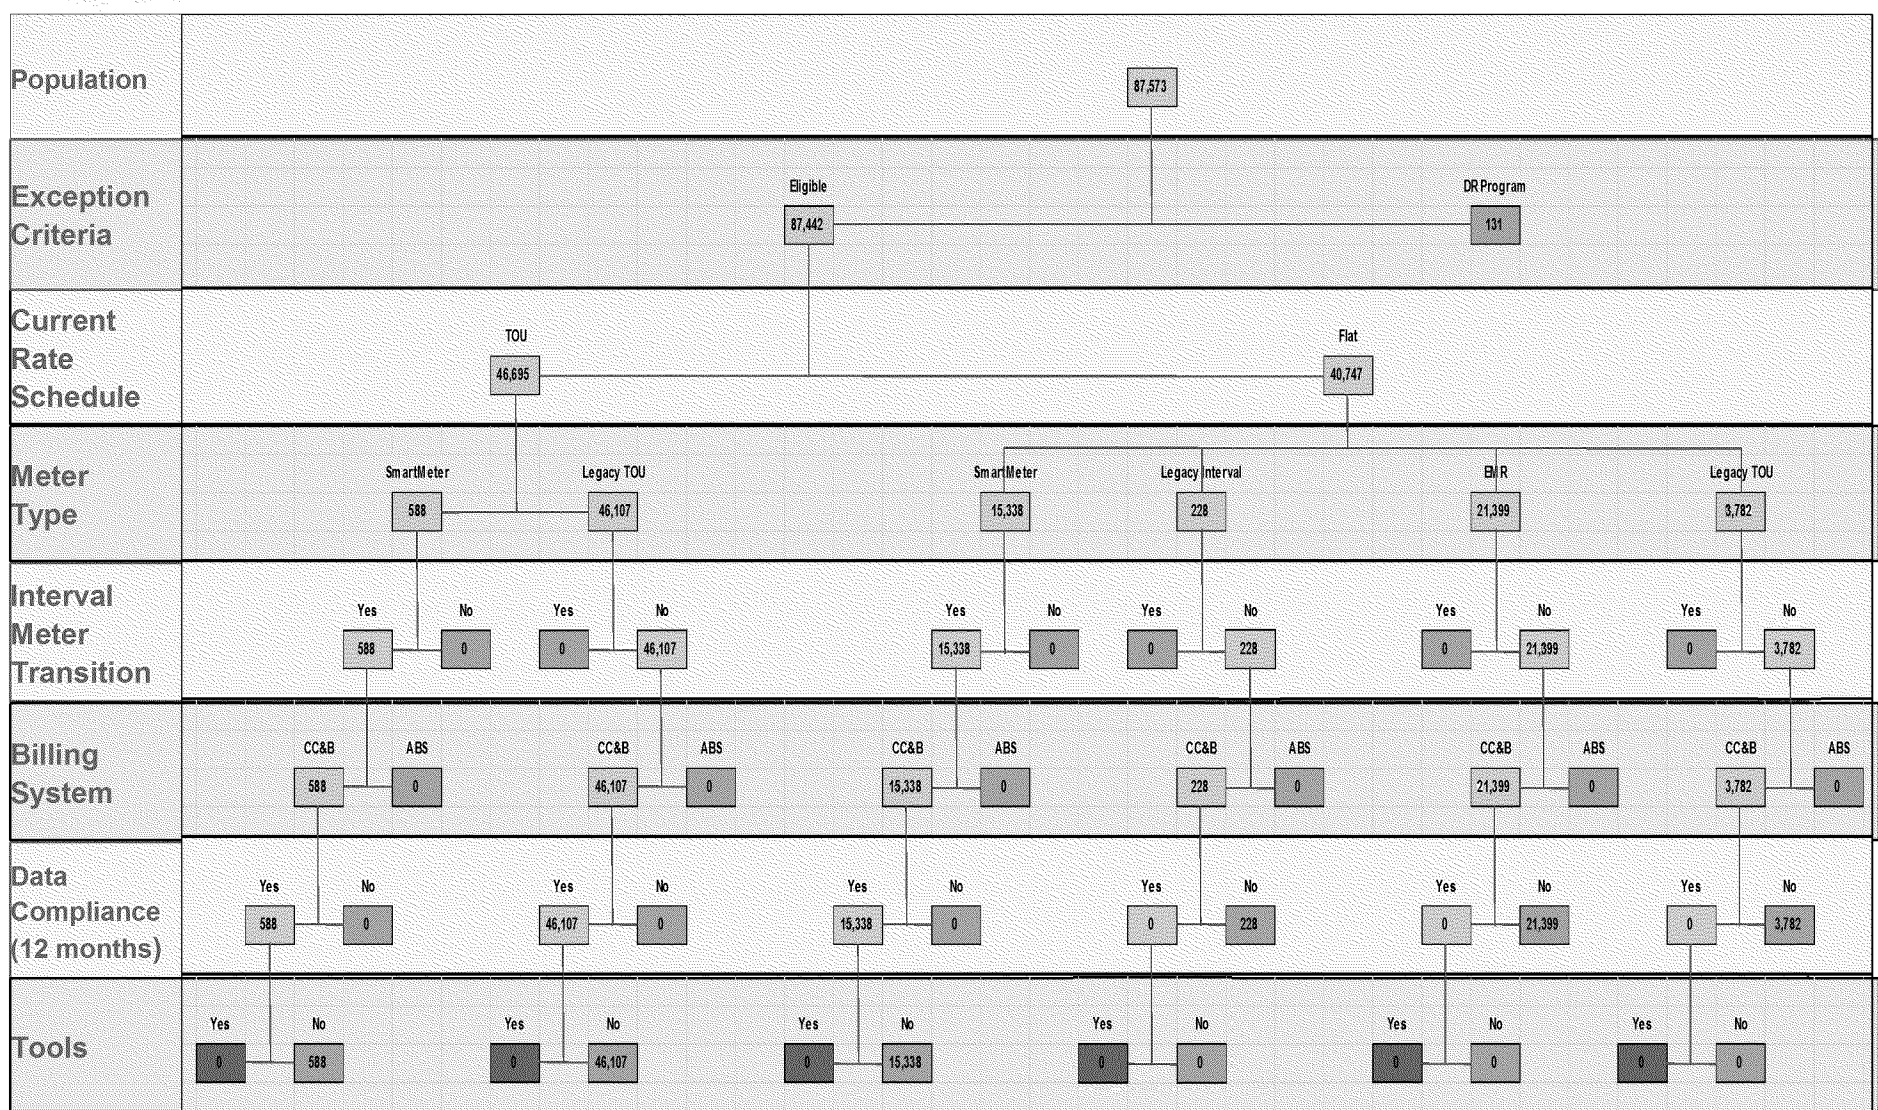 Population
87,573
Exception
Criteria
Eligible DR Program
87,442 131
Current
Rate
Schedule
TOU Flat
46,695 40,747
Meter
Type
SmartMeter Legacy TOU SmartMeter Legacy Interval EMR Legacy TOU
588 46,107 15,338 228 21,399 3,782
Interval
Meter
Transition
Yes No Yes No Yes No Yes No Yes No Yes No
588 0 0 46,107 15,338 0 0 228 0 21,399 0 3,782
Billing
System
CC&B ABS CC&B ABS CC&B ABS CC&B ABS CC&B ABS CC&B ABS
588 0 46,107 0 15,338 0 228 0 21,399 0 3,782 0
Data
Compliance
(12 months)
Yes No Yes No Yes No Yes No Yes No Yes No
588 0 46,107 0 15,338 0 0 228 0 21,399 0 3,782
Tools
Yes No Yes No Yes No Yes No Yes No Yes No
0 588 0 46,107 0 15,338 0 0 0 0 0 0